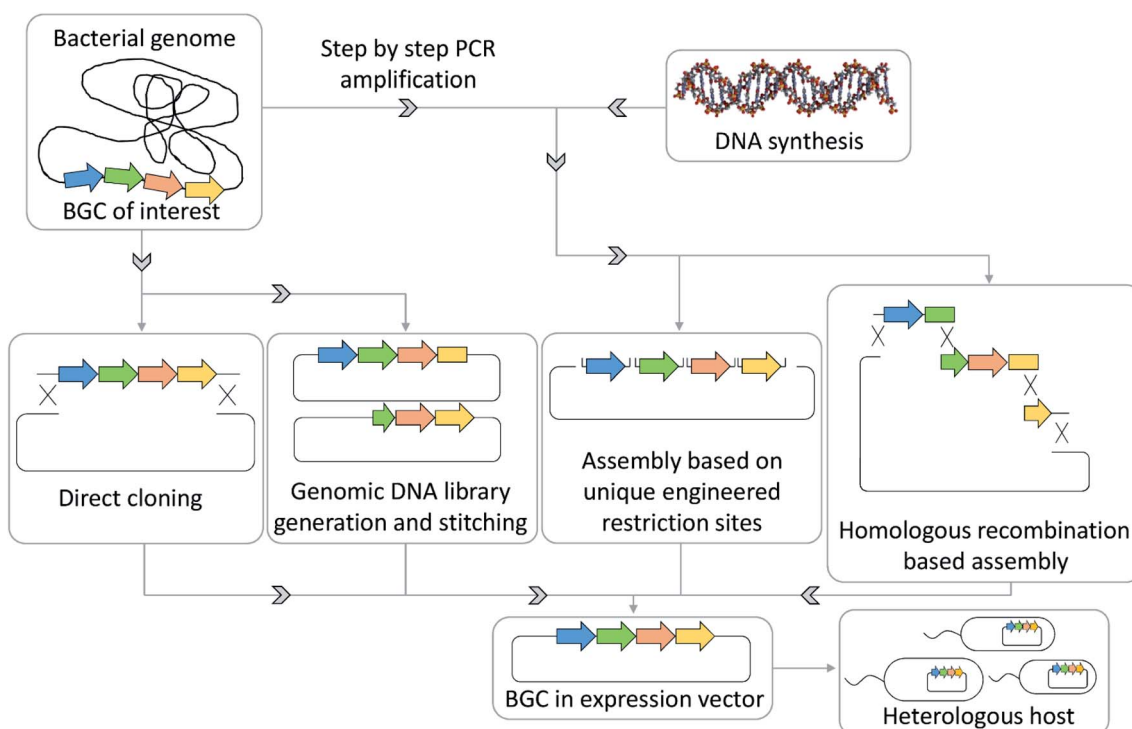 Bacterial genome
BGC of interest
Step by step PCR
amplification
DNA synthesis
Direct cloning
Genomic DNA library
generation and stitching
Assembly based on
unique engineered
restriction sites
Homologous recombination
based assembly
BGC in expression vector
Heterologous host